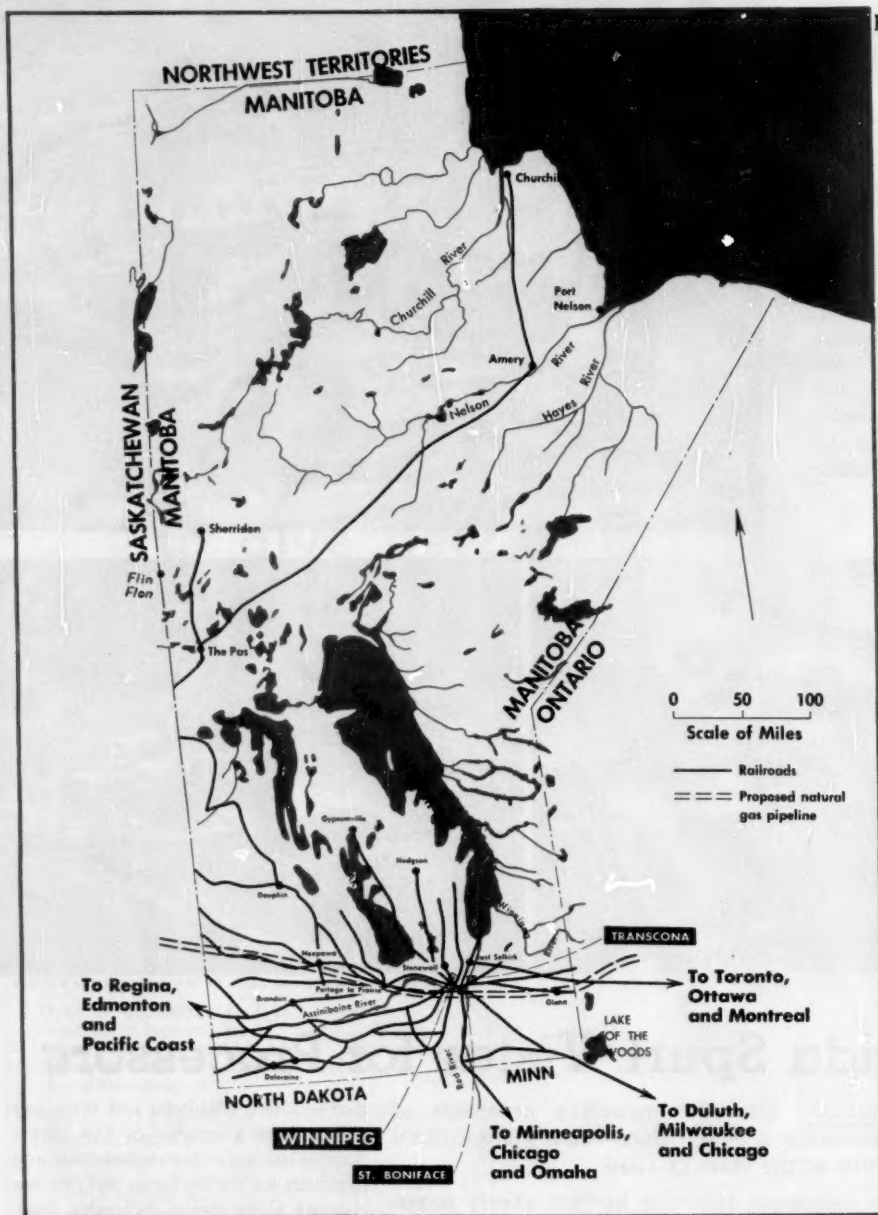 NORTHWEST TERRITORIES
MANITOBA
Churchill
Churchill River
Port
Nelson
Amery
Nelson River
Hayes River
SASKATCHEWAN
MANITOBA
Sherridon
Flin
Flon
The Pas
MANITOBA
ONTARIO
0 50 100
Scale of Miles
Railroads
Proposed natural
gas pipeline
Gypsumville
Hodgson
Dauphin
Winnipeg River
TRANSCONA
Neepawa
Stonewall
East Selkirk
Portage la Prairie
Brandon
Assiniboine River
Glenn
To Regina,
Edmonton
and
Pacific Coast
To Toronto,
Ottawa
and Montreal
LAKE
OF THE
WOODS
Deloraine
Red River
MINN
NORTH DAKOTA
WINNIPEG
ST. BONIFACE
To Minneapolis,
Chicago
and Omaha
To Duluth,
Milwaukee
and Chicago